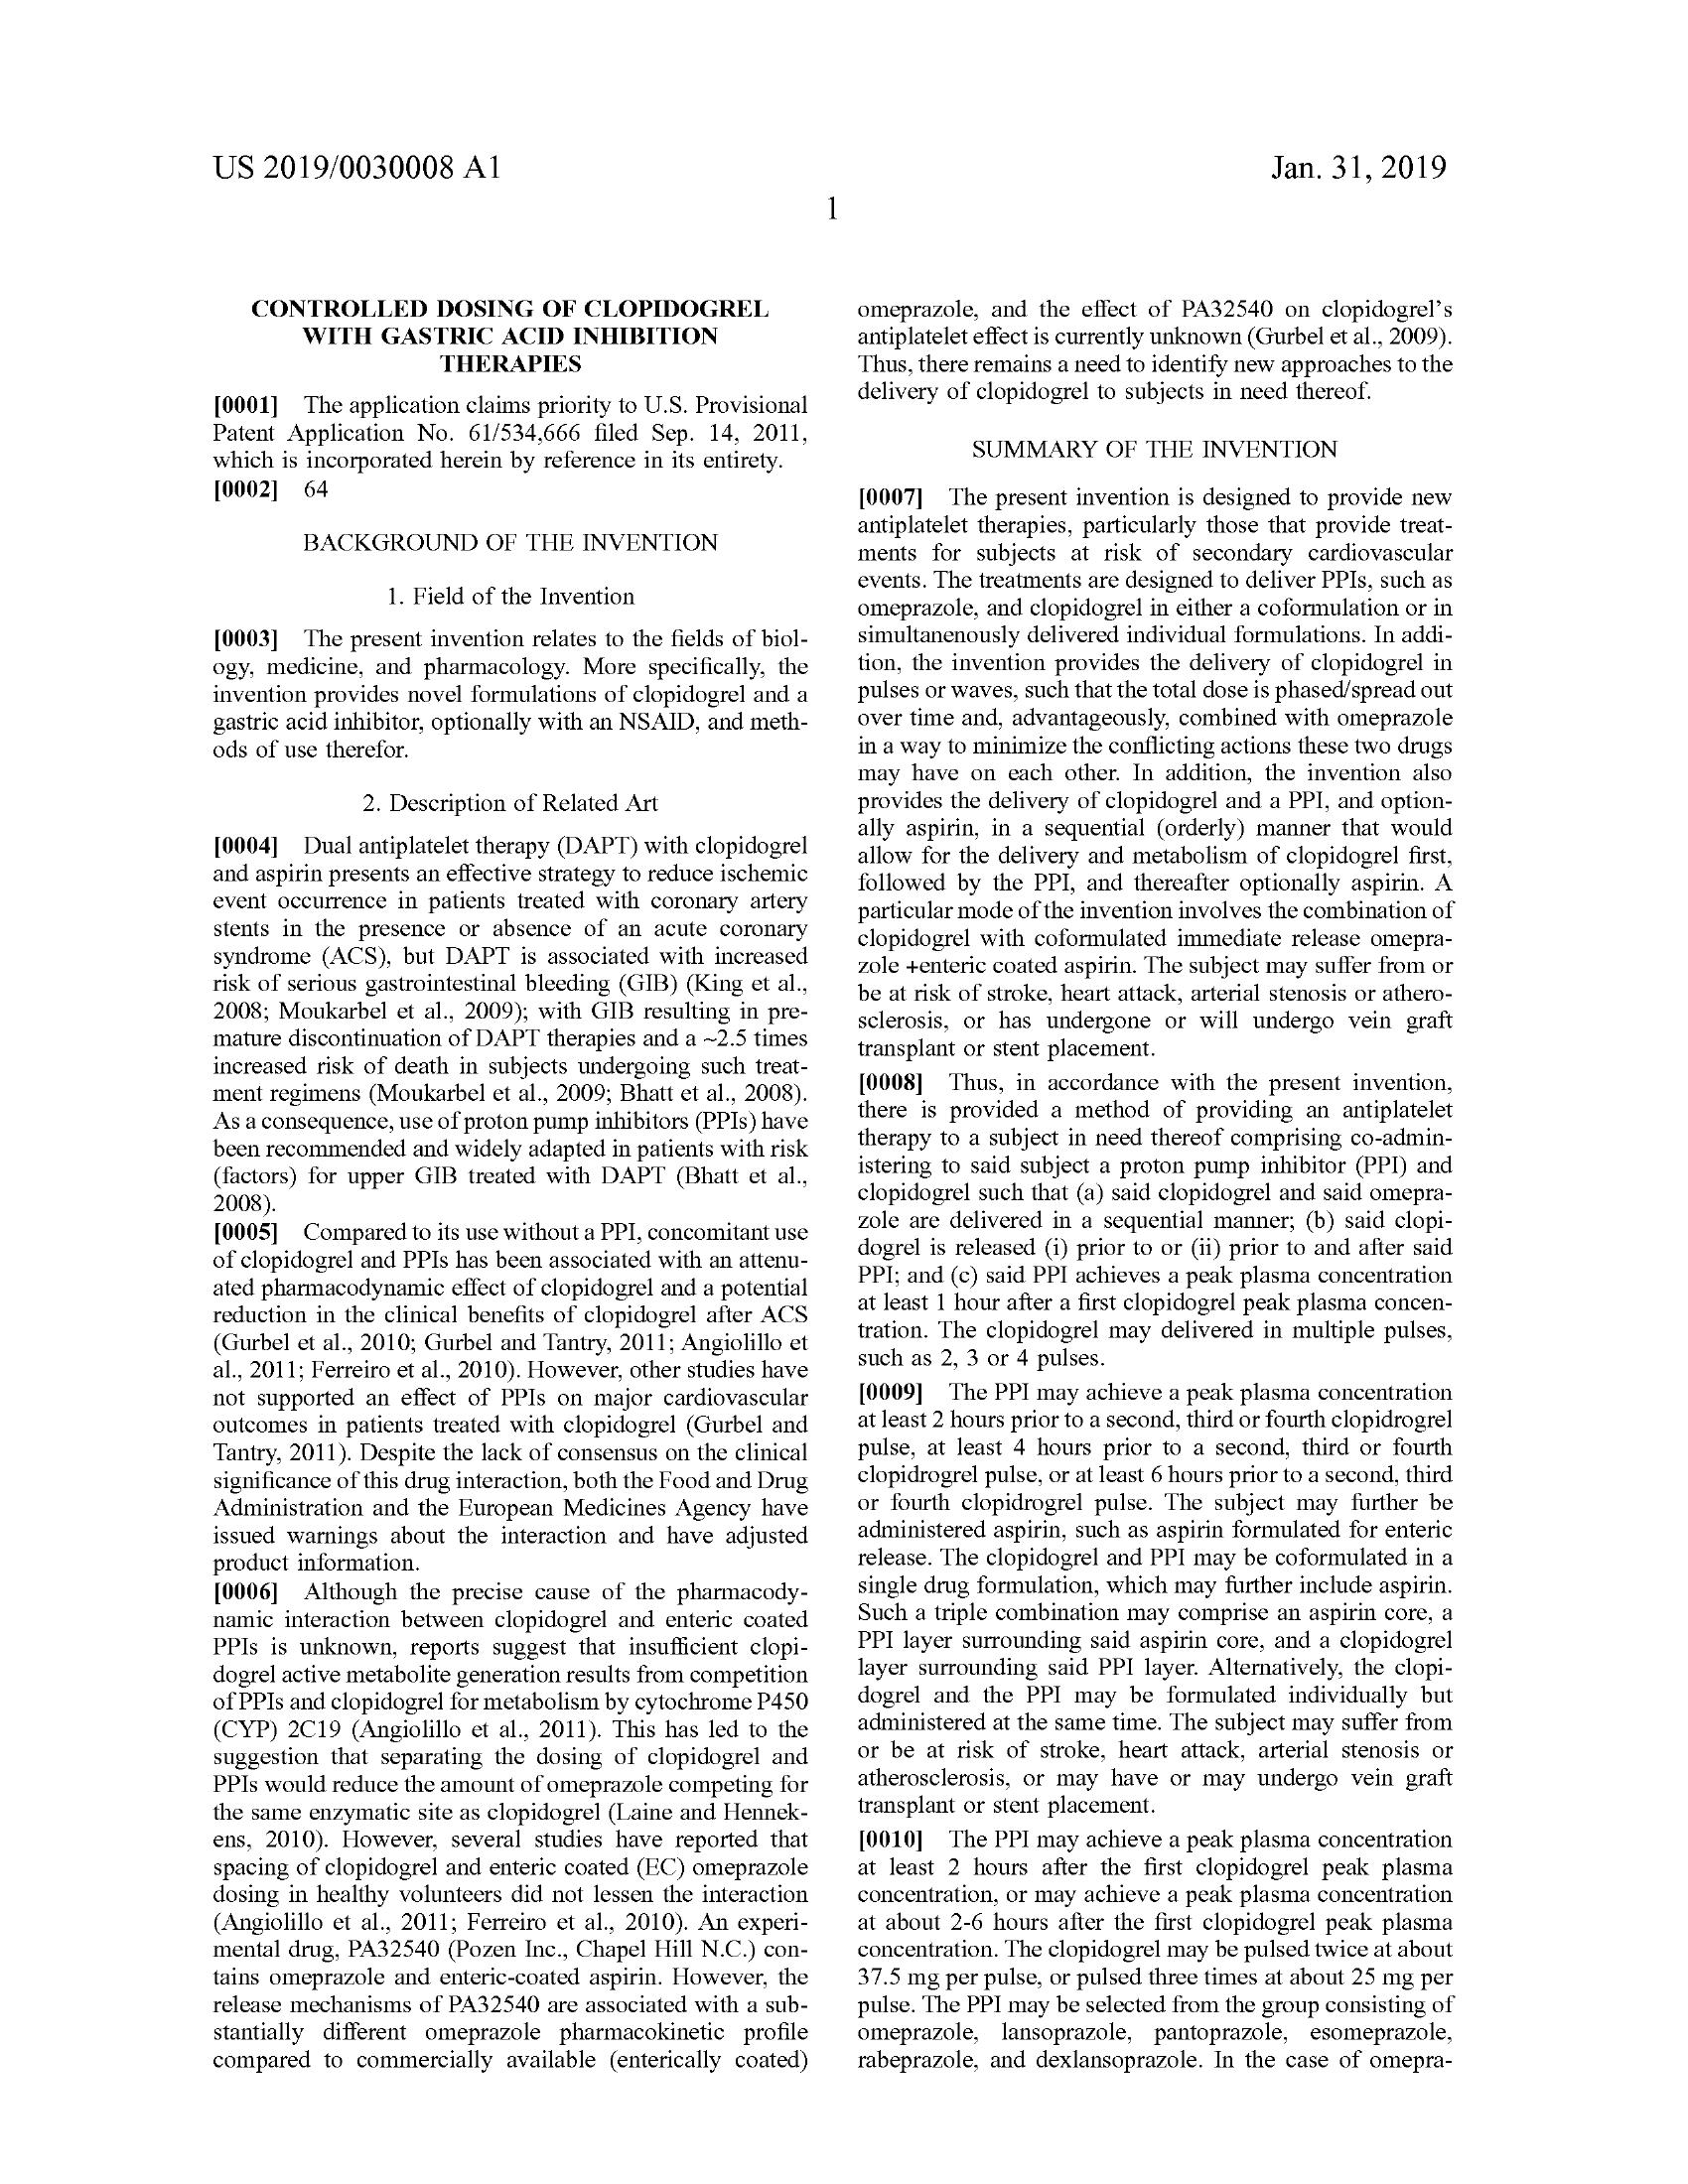 US 2019/0030008 A1
Jan. 31, 2019
1
CONTROLLED DOSING OF CLOPIDOGREL
WITH GASTRIC ACID INHIBITION
THERAPIES
[0001] The application claims priority to U.S. Provisional
Patent Application No. 61/534,666 filed Sep. 14, 2011,
which is incorporated herein by reference in its entirety.
[0002] 64
BACKGROUND OF THE INVENTION
1. Field of the Invention
[0003] The present invention relates to the fields of biol-
ogy, medicine, and pharmacology. More specifically, the
invention provides novel formulations of clopidogrel and a
gastric acid inhibitor, optionally with an NSAID, and meth-
ods of use therefor.
2. Description of Related Art
[0004] Dual antiplatelet therapy (DAPT) with clopidogrel
and aspirin presents an effective strategy to reduce ischemic
event occurrence in patients treated with coronary artery
stents in the presence or absence of an acute coronary
syndrome (ACS), but DAPT is associated with increased
risk of serious gastrointestinal bleeding (GIB) (King et al.,
2008; Moukarbel et al., 2009); with GIB resulting in pre-
mature discontinuation of DAPT therapies and a ~2.5 times
increased risk of death in subjects undergoing such treat-
ment regimens (Moukarbel et al., 2009; Bhatt et al., 2008).
As a consequence, use of proton pump inhibitors (PPIs) have
been recommended and widely adapted in patients with risk
(factors) for upper GIB treated with DAPT (Bhatt et al.,
2008).
[0005] Compared to its use without a PPI, concomitant use
of clopidogrel and PPIs has been associated with an attenu-
ated pharmacodynamic effect of clopidogrel and a potential
reduction in the clinical benefits of clopidogrel after ACS
(Gurbel et al., 2010; Gurbel and Tantry, 2011; Angiolillo et
al., 2011; Ferreiro et al., 2010). However, other studies have
not supported an effect of PPIs on major cardiovascular
outcomes in patients treated with clopidogrel (Gurbel and
Tantry, 2011). Despite the lack of consensus on the clinical
significance of this drug interaction, both the Food and Drug
Administration and the European Medicines Agency have
issued warnings about the interaction and have adjusted
product information.
[0006] Although the precise cause of the pharmacody-
namic interaction between clopidogrel and enteric coated
PPIs is unknown, reports suggest that insufficient clopi-
dogrel active metabolite generation results from competition
of PPIs and clopidogrel for metabolism by cytochrome P450
(CYP) 2C19 (Angiolillo et al., 2011). This has led to the
suggestion that separating the dosing of clopidogrel and
PPIs would reduce the amount of omeprazole competing for
the same enzymatic site as clopidogrel (Laine and Hennek-
ens, 2010). However, several studies have reported that
spacing of clopidogrel and enteric coated (EC) omeprazole
dosing in healthy volunteers did not lessen the interaction
(Angiolillo et al., 2011; Ferreiro et al., 2010). An experi-
mental drug, PA32540 (Pozen Inc., Chapel Hill N.C.) con-
tains omeprazole and enteric-coated aspirin. However, the
release mechanisms of PA32540 are associated with a sub-
stantially different omeprazole pharmacokinetic profile
compared to commercially available (enterically coated)
omeprazole, and the effect of PA32540 on clopidogrel's
antiplatelet effect is currently unknown (Gurbel et al., 2009).
Thus, there remains a need to identify new approaches to the
delivery of clopidogrel to subjects in need thereof.
SUMMARY OF THE INVENTION
[0007] The present invention is designed to provide new
antiplatelet therapies, particularly those that provide treat-
ments for subjects at risk of secondary cardiovascular
events. The treatments are designed to deliver PPIs, such as
omeprazole, and clopidogrel in either a coformulation or in
simultanenously delivered individual formulations. In addi-
tion, the invention provides the delivery of clopidogrel in
pulses or waves, such that the total dose is phased/spread out
over time and, advantageously, combined with omeprazole
in a way to minimize the conflicting actions these two drugs
may have on each other. In addition, the invention also
provides the delivery of clopidogrel and a PPI, and option-
ally aspirin, in a sequential (orderly) manner that would
allow for the delivery and metabolism of clopidogrel first,
followed by the PPI, and thereafter optionally aspirin. A
particular mode of the invention involves the combination of
clopidogrel with coformulated immediate release omepra-
zole +enteric coated aspirin. The subject may suffer from or
be at risk of stroke, heart attack, arterial stenosis or athero-
sclerosis, or has undergone or will undergo vein graft
transplant or stent placement.
[0008] Thus, in accordance with the present invention,
there is provided a method of providing an antiplatelet
therapy to a subject in need thereof comprising co-admin-
istering to said subject a proton pump inhibitor (PPI) and
clopidogrel such that (a) said clopidogrel and said omepra-
zole are delivered in a sequential manner; (b) said clopi-
dogrel is released (i) prior to or (ii) prior to and after said
PPI; and (c) said PPI achieves a peak plasma concentration
at least 1 hour after a first clopidogrel peak plasma concen-
tration. The clopidogrel may delivered in multiple pulses,
such as 2, 3 or 4 pulses.
[0009] The PPI may achieve a peak plasma concentration
at least 2 hours prior to a second, third or fourth clopidrogrel
pulse, at least 4 hours prior to a second, third or fourth
clopidrogrel pulse, or at least 6 hours prior to a second, third
or fourth clopidrogrel pulse. The subject may further be
administered aspirin, such as aspirin formulated for enteric
release. The clopidogrel and PPI may be coformulated in a
single drug formulation, which may further include aspirin.
Such a triple combination may comprise an aspirin core, a
PPI layer surrounding said aspirin core, and a clopidogrel
layer surrounding said PPI layer. Alternatively, the clopi-
dogrel and the PPI may be formulated individually but
administered at the same time. The subject may suffer from
or be at risk of stroke, heart attack, arterial stenosis or
atherosclerosis, or may have or may undergo vein graft
transplant or stent placement.
[0010] The PPI may achieve a peak plasma concentration
at least 2 hours after the first clopidogrel peak plasma
concentration, or may achieve a peak plasma concentration
at about 2-6 hours after the first clopidogrel peak plasma
concentration. The clopidogrel may be pulsed twice at about
37.5 mg per pulse, or pulsed three times at about 25 mg per
pulse. The PPI may be selected from the group consisting of
omeprazole, lansoprazole, pantoprazole, esomeprazole,
rabeprazole, and dexlansoprazole. In the case of omepra-